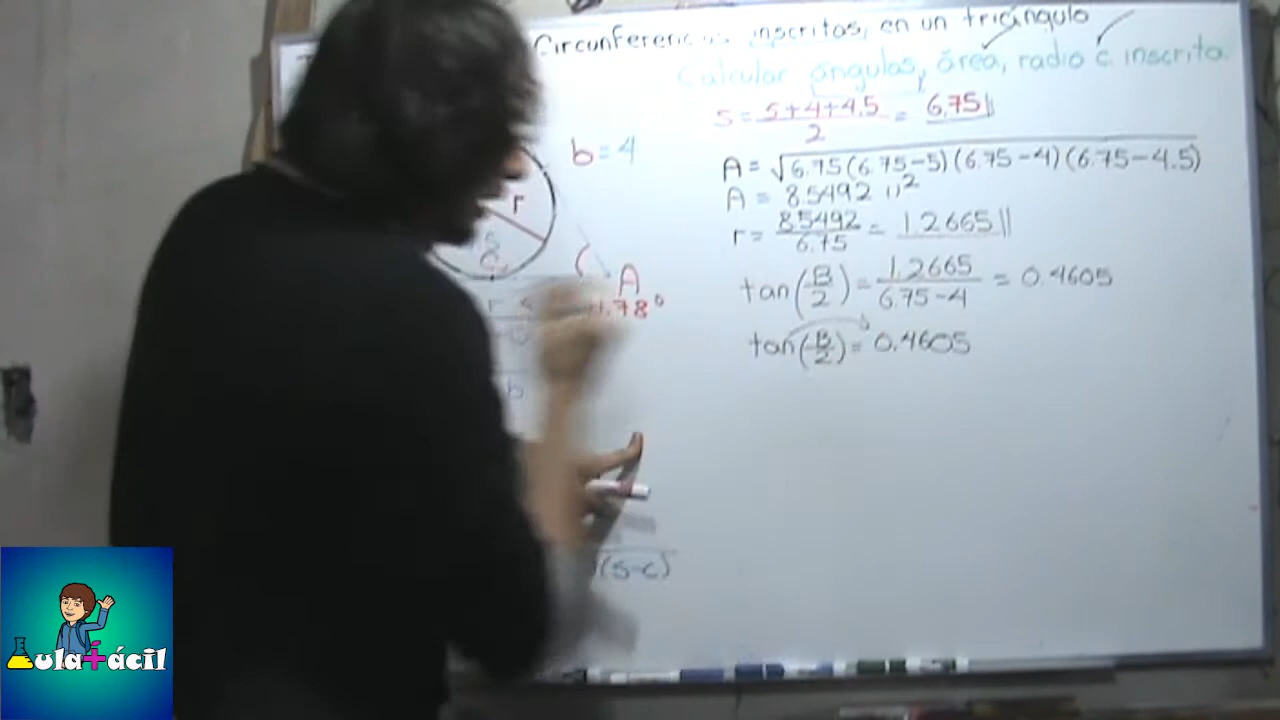 Circunferencias inscritas, en un triángulo
Calcular ángulos, área, radio c. inscrita.
S = 5+4+4.5 / 2 = 6.75
b = 4
A = √6.75(6.75-5)(6.75-4)(6.75-4.5)
A = 8.5492 u²
r
r = 8.5492 / 6.75 = 1.2665
A
tan(B/2) = 1.2665 / 6.75-4 = 0.4605
.78°
tan(B/2) = 0.4605
b
(s-c)
Aula+ácil